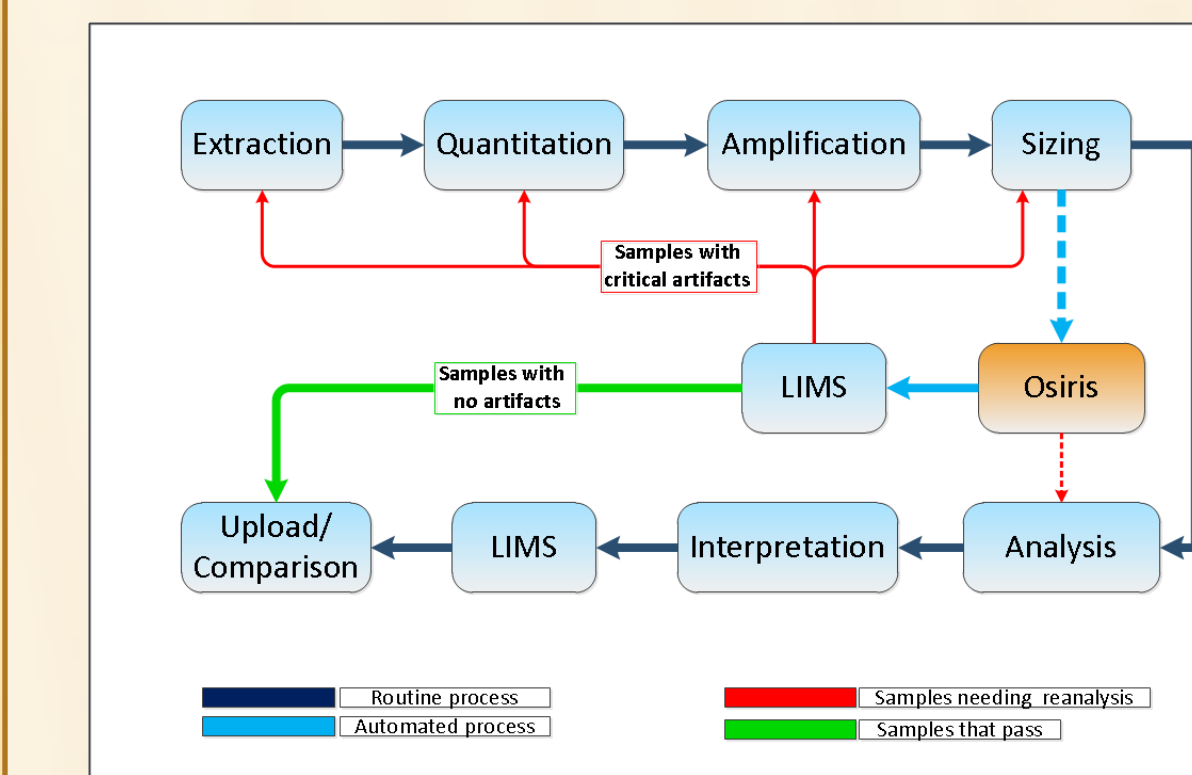 Extraction
Quantitation
Amplification
Sizing
Samples with
critical artifacts
Samples with
no artifacts
LIMS
Osiris
Upload/
Comparison
LIMS
Interpretation
Analysis
Routine process
Samples needing reanalysis
Automated process
Samples that pass